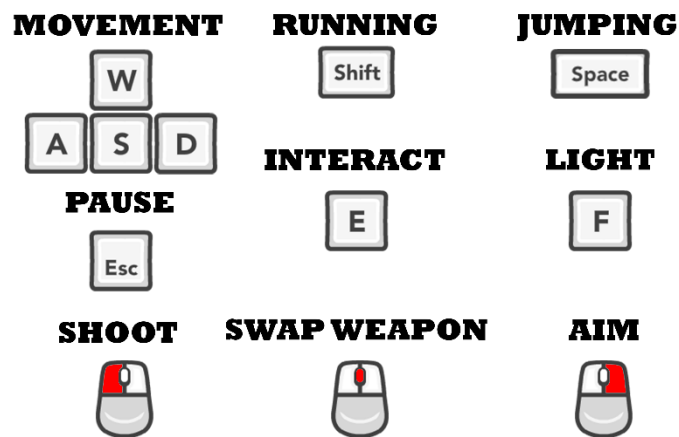 MOVEMENT
RUNNING
JUMPING
W
Shift
Space
A S D
INTERACT
LIGHT
PAUSE
E
F
Esc
SHOOT
SWAP WEAPON
AIM